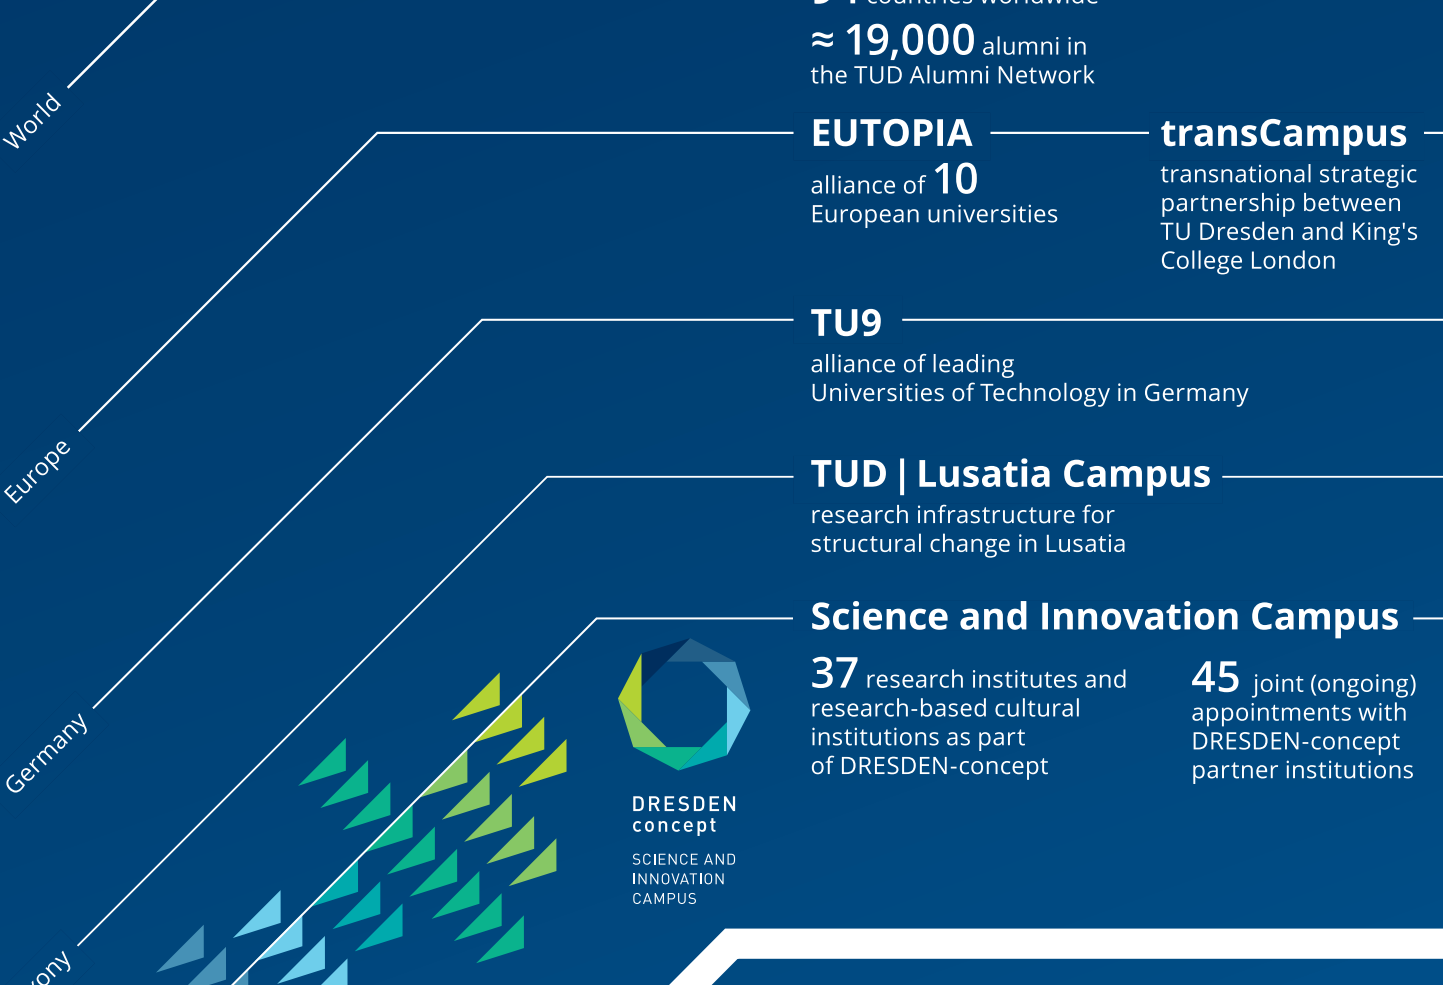 countries worldwide
≈ 19,000 alumni in
the TUD Alumni Network
World
EUTOPIA
alliance of 10
European universities
transCampus
transnational strategic
partnership between
TU Dresden and King's
College London
Europe
TU9
alliance of leading
Universities of Technology in Germany
Germany
TUD | Lusatia Campus
research infrastructure for
structural change in Lusatia
Science and Innovation Campus
37 research institutes and
research-based cultural
institutions as part
of DRESDEN-concept
45 joint (ongoing)
appointments with
DRESDEN-concept
partner institutions
DRESDEN
concept
SCIENCE AND
INNOVATION
CAMPUS